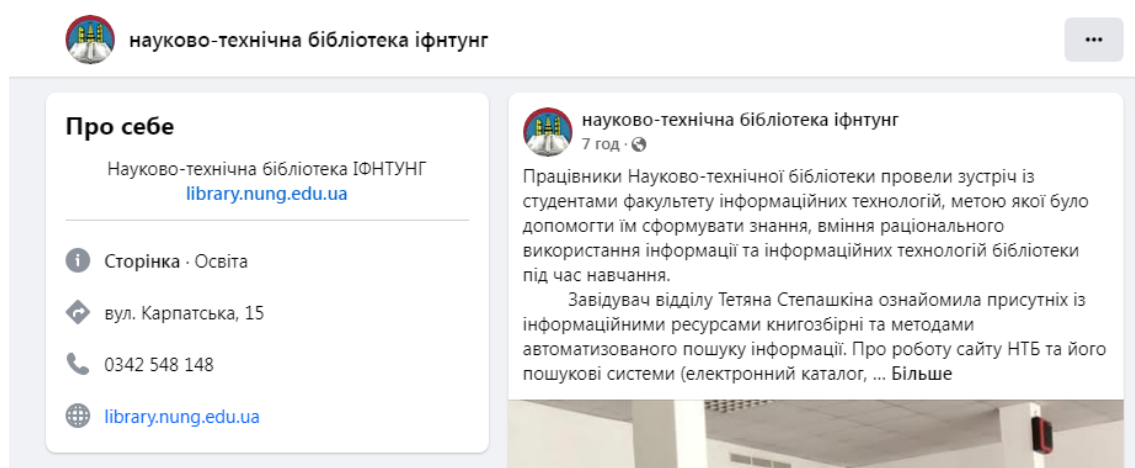 науково-технічна бібліотека іфнтунг
Про себе
Науково-технічна бібліотека ІФНТУНГ
library.nung.edu.ua
Сторінка · Освіта
вул. Карпатська, 15
0342 548 148
library.nung.edu.ua
науково-технічна бібліотека іфнтунг
7 год ·
Працівники Науково-технічної бібліотеки провели зустріч із
студентами факультету інформаційних технологій, метою якої було
допомогти їм сформувати знання, вміння раціонального
використання інформації та інформаційних технологій бібліотеки
під час навчання.
Завідувач відділу Тетяна Степашкіна ознайомила присутніх із
інформаційними ресурсами книгозбірні та методами
автоматизованого пошуку інформації. Про роботу сайту НТБ та його
пошукові системи (електронний каталог, ... Більше